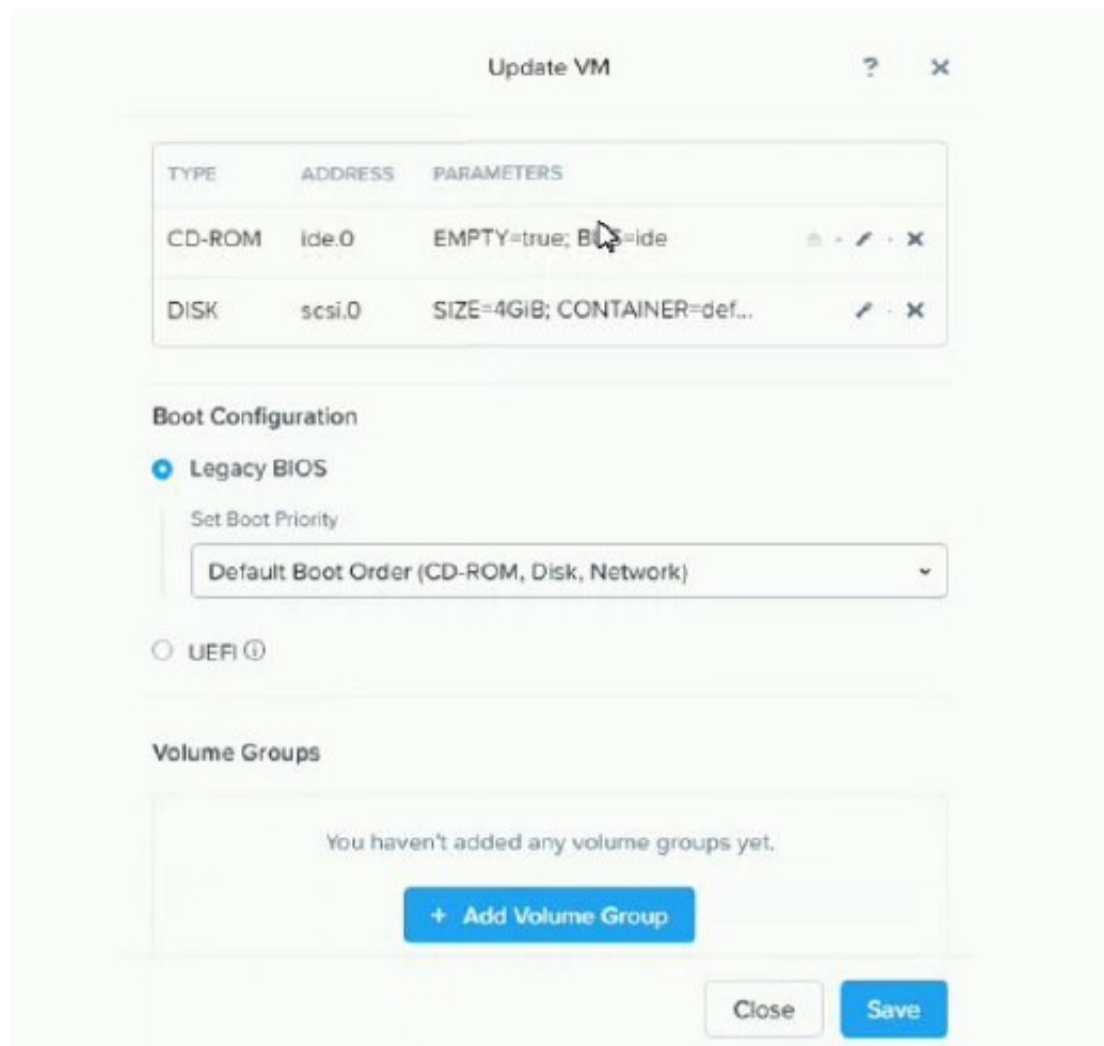 Update VM ? ×
TYPE ADDRESS PARAMETERS
CD-ROM ide.0 EMPTY=true; BUS=ide
DISK scsi.0 SIZE=4GiB; CONTAINER=def...
Boot Configuration
Legacy BIOS
Set Boot Priority
Default Boot Order (CD-ROM, Disk, Network)
UEFI
Volume Groups
You haven't added any volume groups yet.
+ Add Volume Group
Close Save